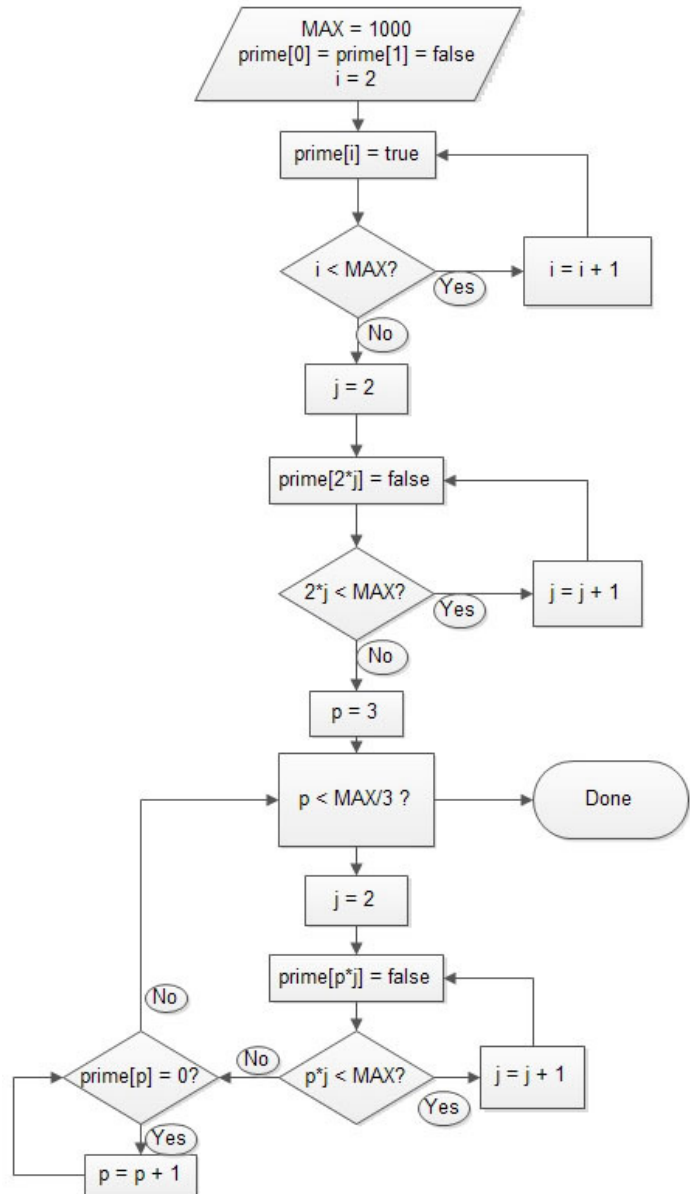 MAX = 1000
prime[0] = prime[1] = false
i = 2
prime[i] = true
i < MAX?
Yes
i = i + 1
No
j = 2
prime[2*j] = false
2*j < MAX?
Yes
j = j + 1
No
p = 3
p < MAX/3 ?
Done
j = 2
prime[p*j] = false
No
prime[p] = 0?
No
p*j < MAX?
Yes
j = j + 1
Yes
p = p + 1